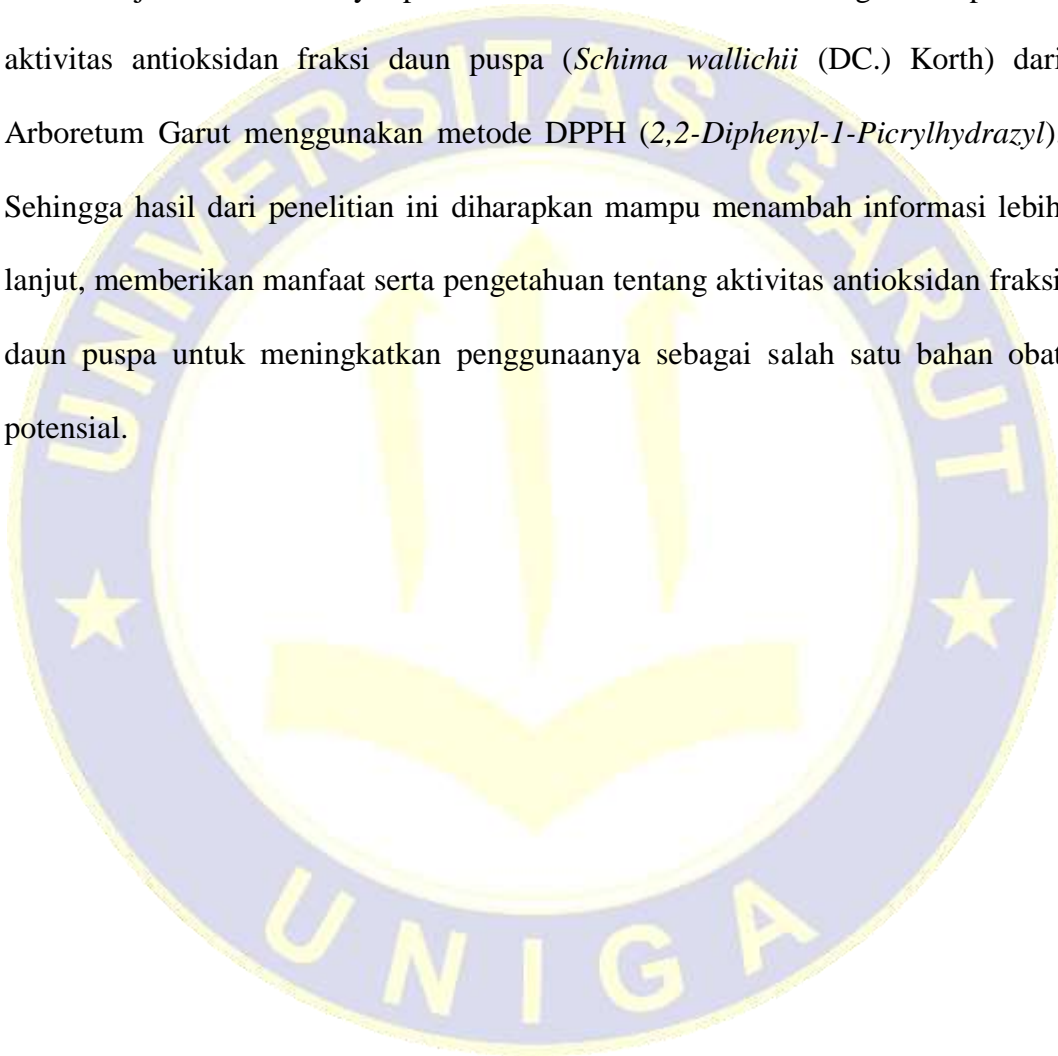 aktivitas antioksidan fraksi daun puspa (Schima wallichii (DC.) Korth) dari
Arboretum Garut menggunakan metode DPPH (2,2-Diphenyl-1-Picrylhydrazyl).
Sehingga hasil dari penelitian ini diharapkan mampu menambah informasi lebih
lanjut, memberikan manfaat serta pengetahuan tentang aktivitas antioksidan fraksi
daun puspa untuk meningkatkan penggunaanya sebagai salah satu bahan obat
potensial.
UNIVERSITAS GARUT
UNIGA